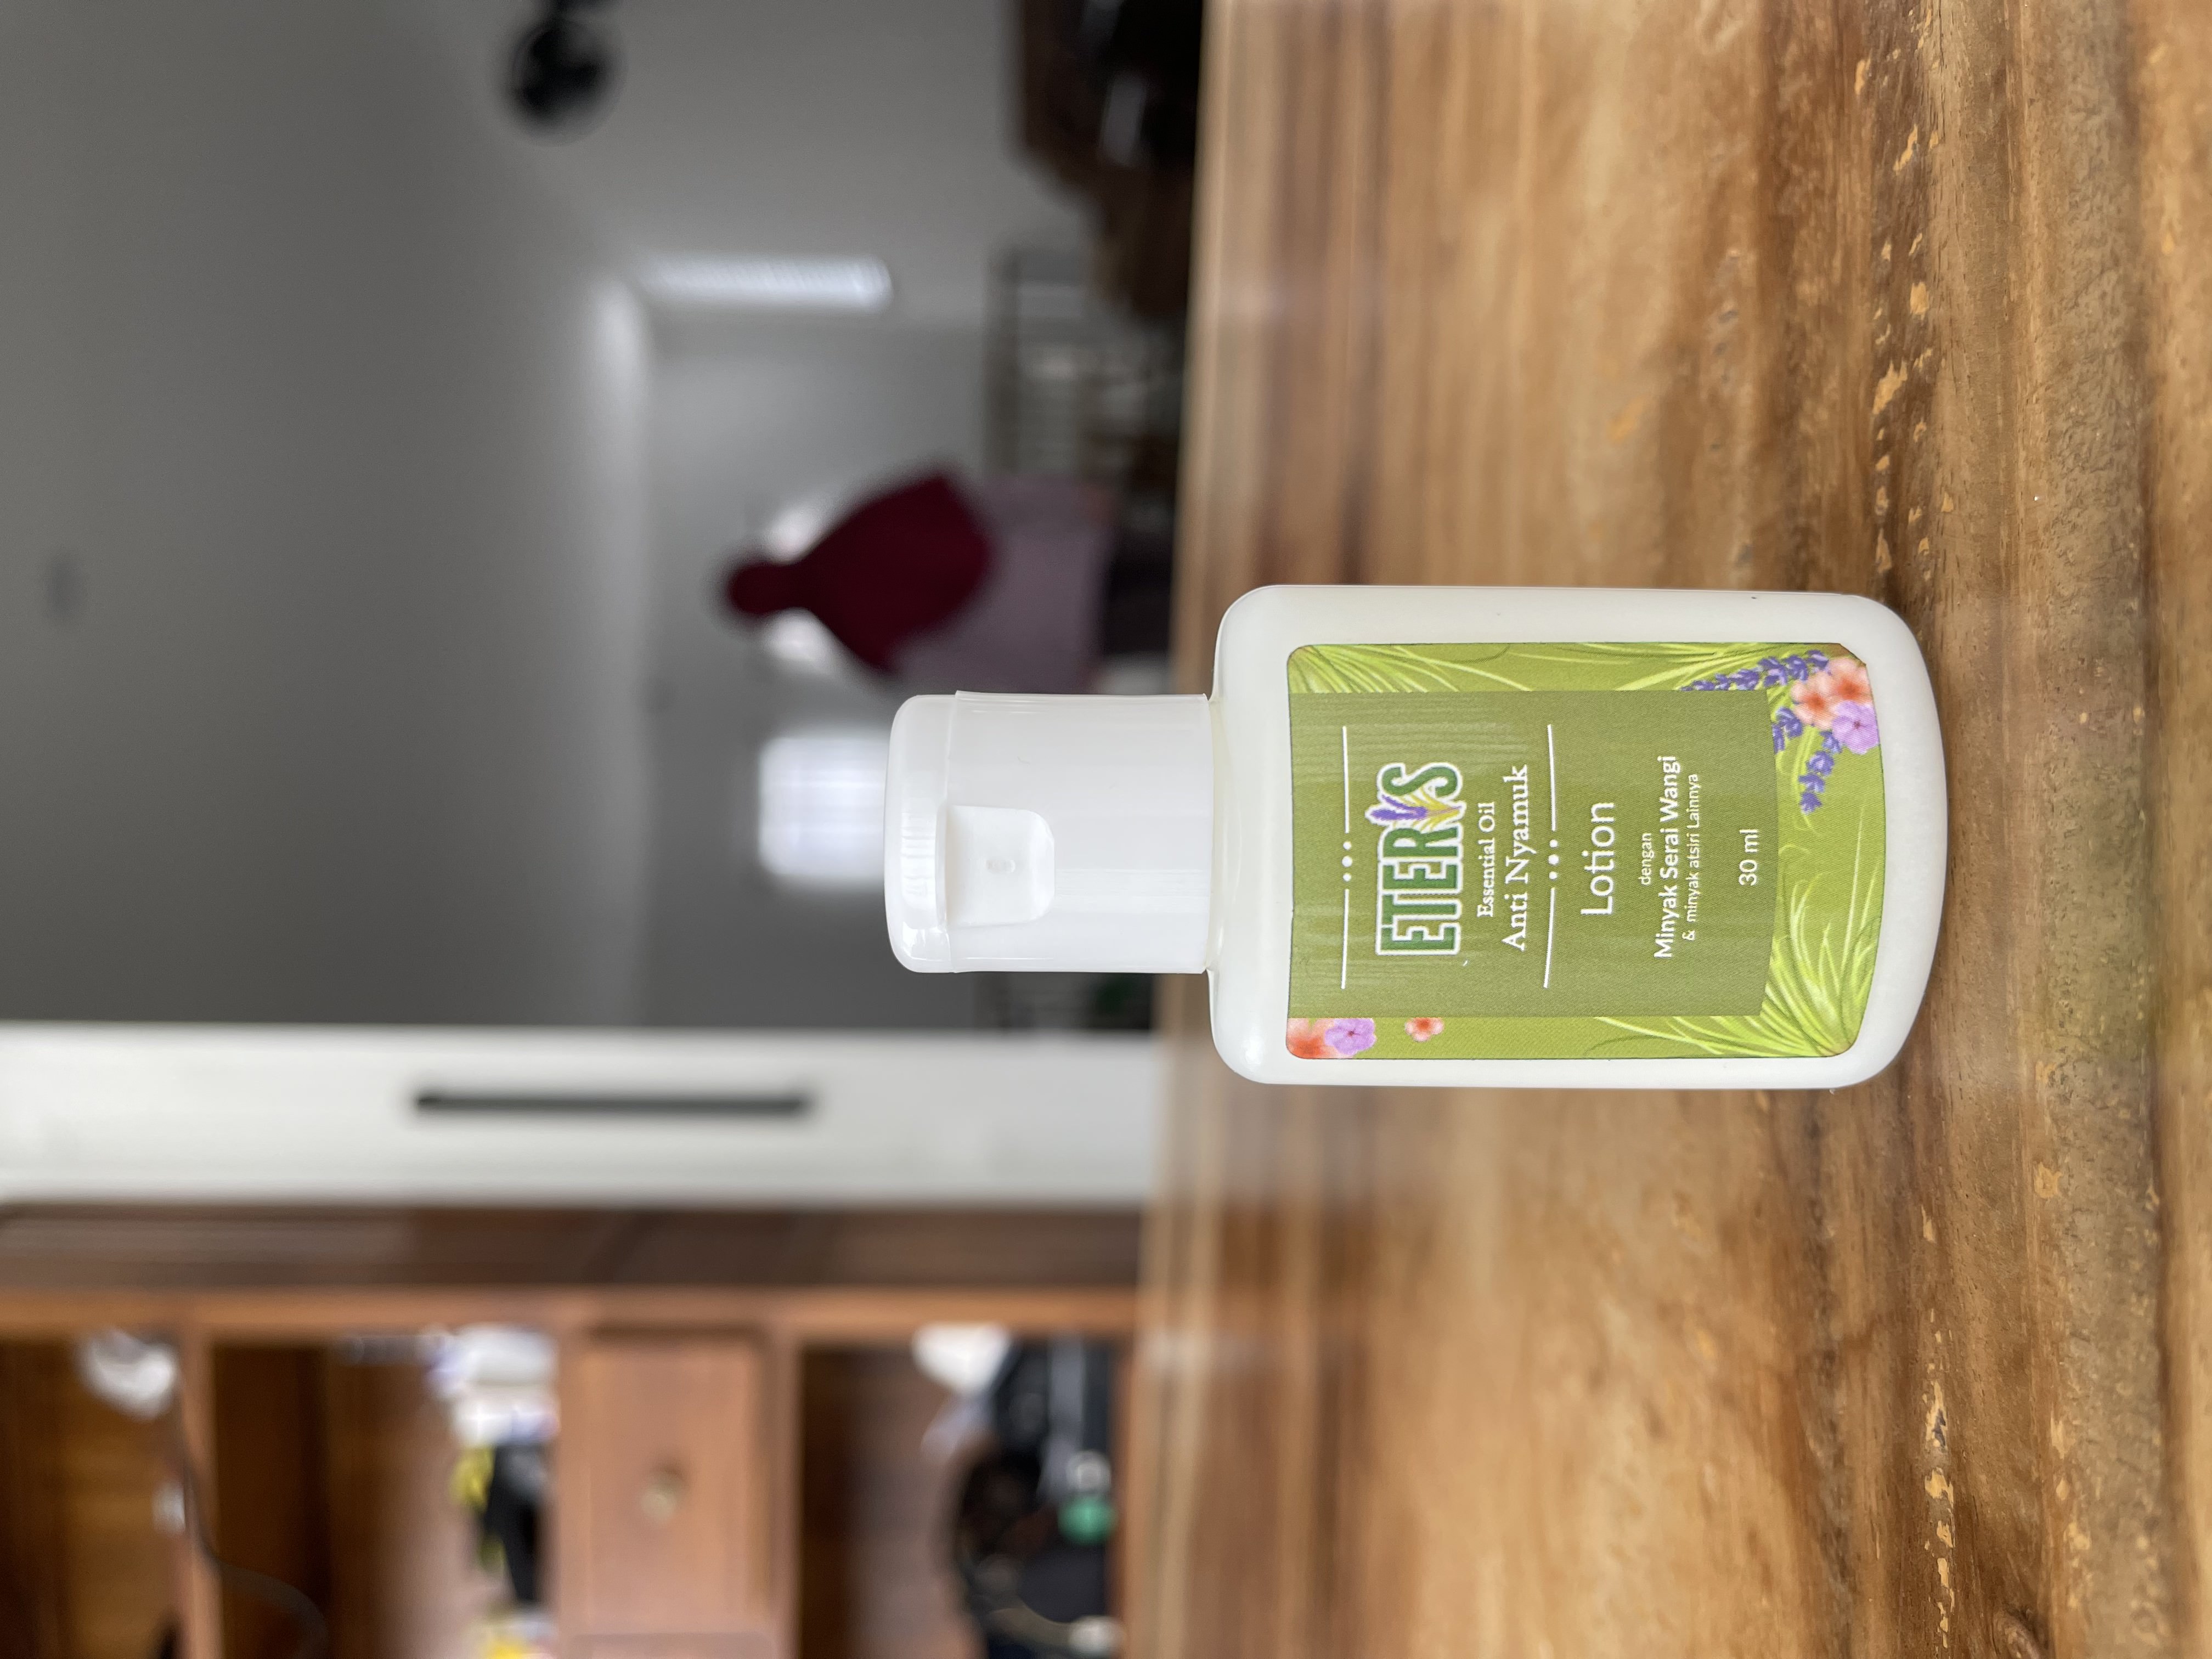 ETERIS
Essential Oil
Anti Nyamuk
Lotion
dengan
Minyak Serai Wangi
& minyak atsiri Lainnya
30 ml